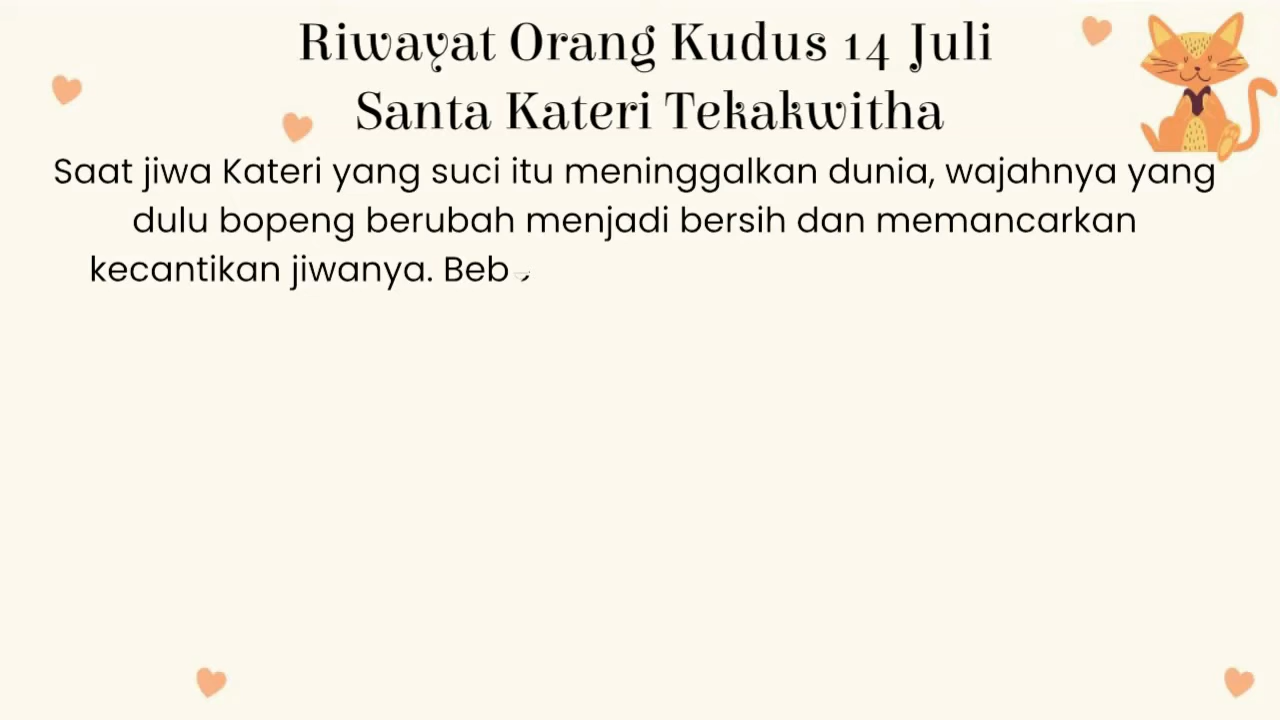 Riwayat Orang Kudus 14 Juli
Santa Kateri Tekakwitha
Saat jiwa Kateri yang suci itu meninggalkan dunia, wajahnya yang
dulu bopeng berubah menjadi bersih dan memancarkan
kecantikan jiwanya. Beb